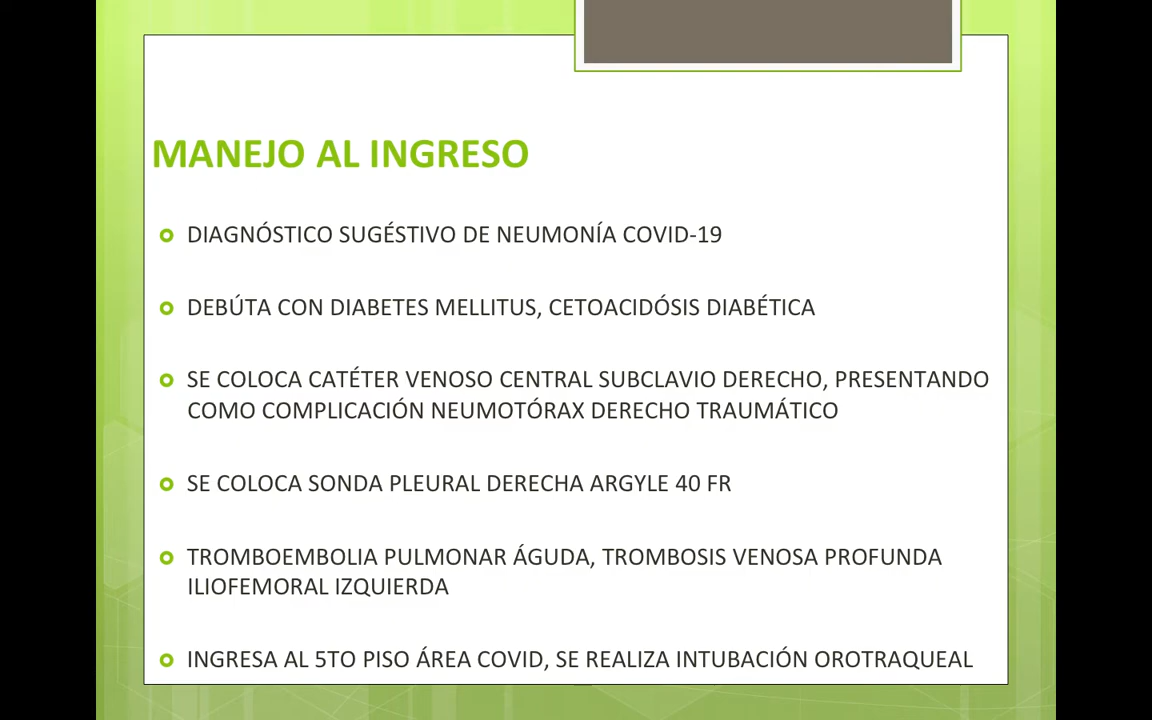 MANEJO AL INGRESO
DIAGNÓSTICO SUGÉSTIVO DE NEUMONÍA COVID-19
DEBÚTA CON DIABETES MELLITUS, CETOACIDÓSIS DIABÉTICA
SE COLOCA CATÉTER VENOSO CENTRAL SUBCLAVIO DERECHO, PRESENTANDO
COMO COMPLICACIÓN NEUMOTÓRAX DERECHO TRAUMÁTICO
SE COLOCA SONDA PLEURAL DERECHA ARGYLE 40 FR
TROMBOEMBOLIA PULMONAR ÁGUDA, TROMBOSIS VENOSA PROFUNDA
ILIOFEMORAL IZQUIERDA
INGRESA AL 5TO PISO ÁREA COVID, SE REALIZA INTUBACIÓN OROTRAQUEAL